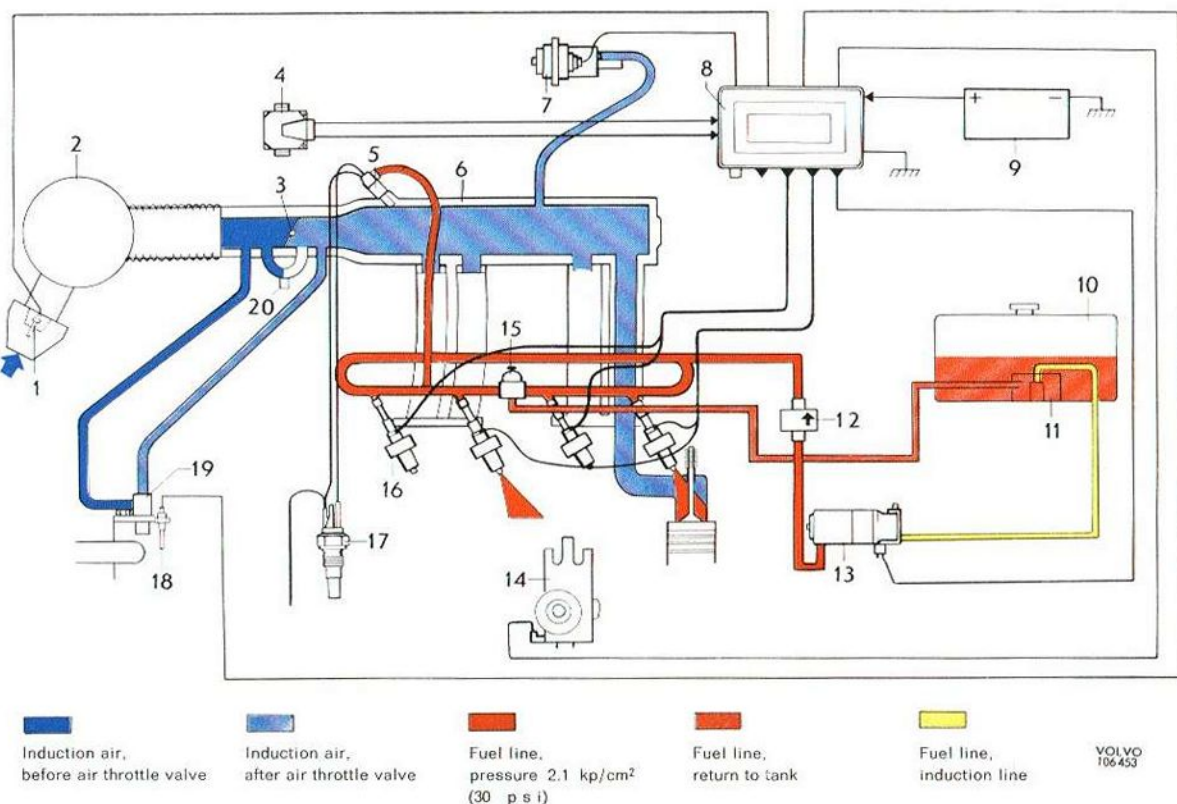 4
7
8
+ −
9
2
5
6
3
20
1
10
15
11
12
19
16
17
13
18
14
Induction air,
before air throttle valve
Induction air,
after air throttle valve
Fuel line,
pressure 2.1 kp/cm²
(30 psi)
Fuel line,
return to tank
Fuel line,
induction line
VOLVO
106453